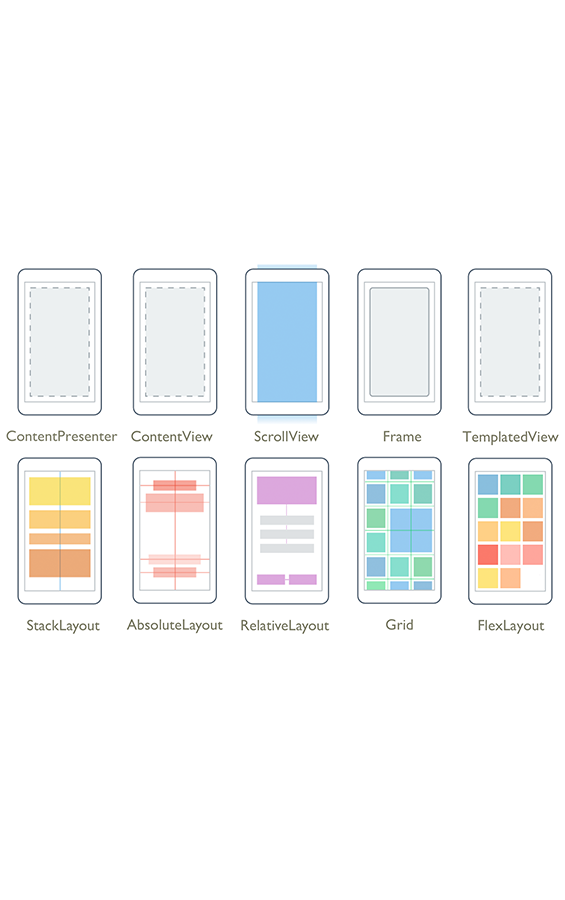 ContentPresenter ContentView ScrollView Frame TemplatedView
StackLayout AbsoluteLayout RelativeLayout Grid FlexLayout